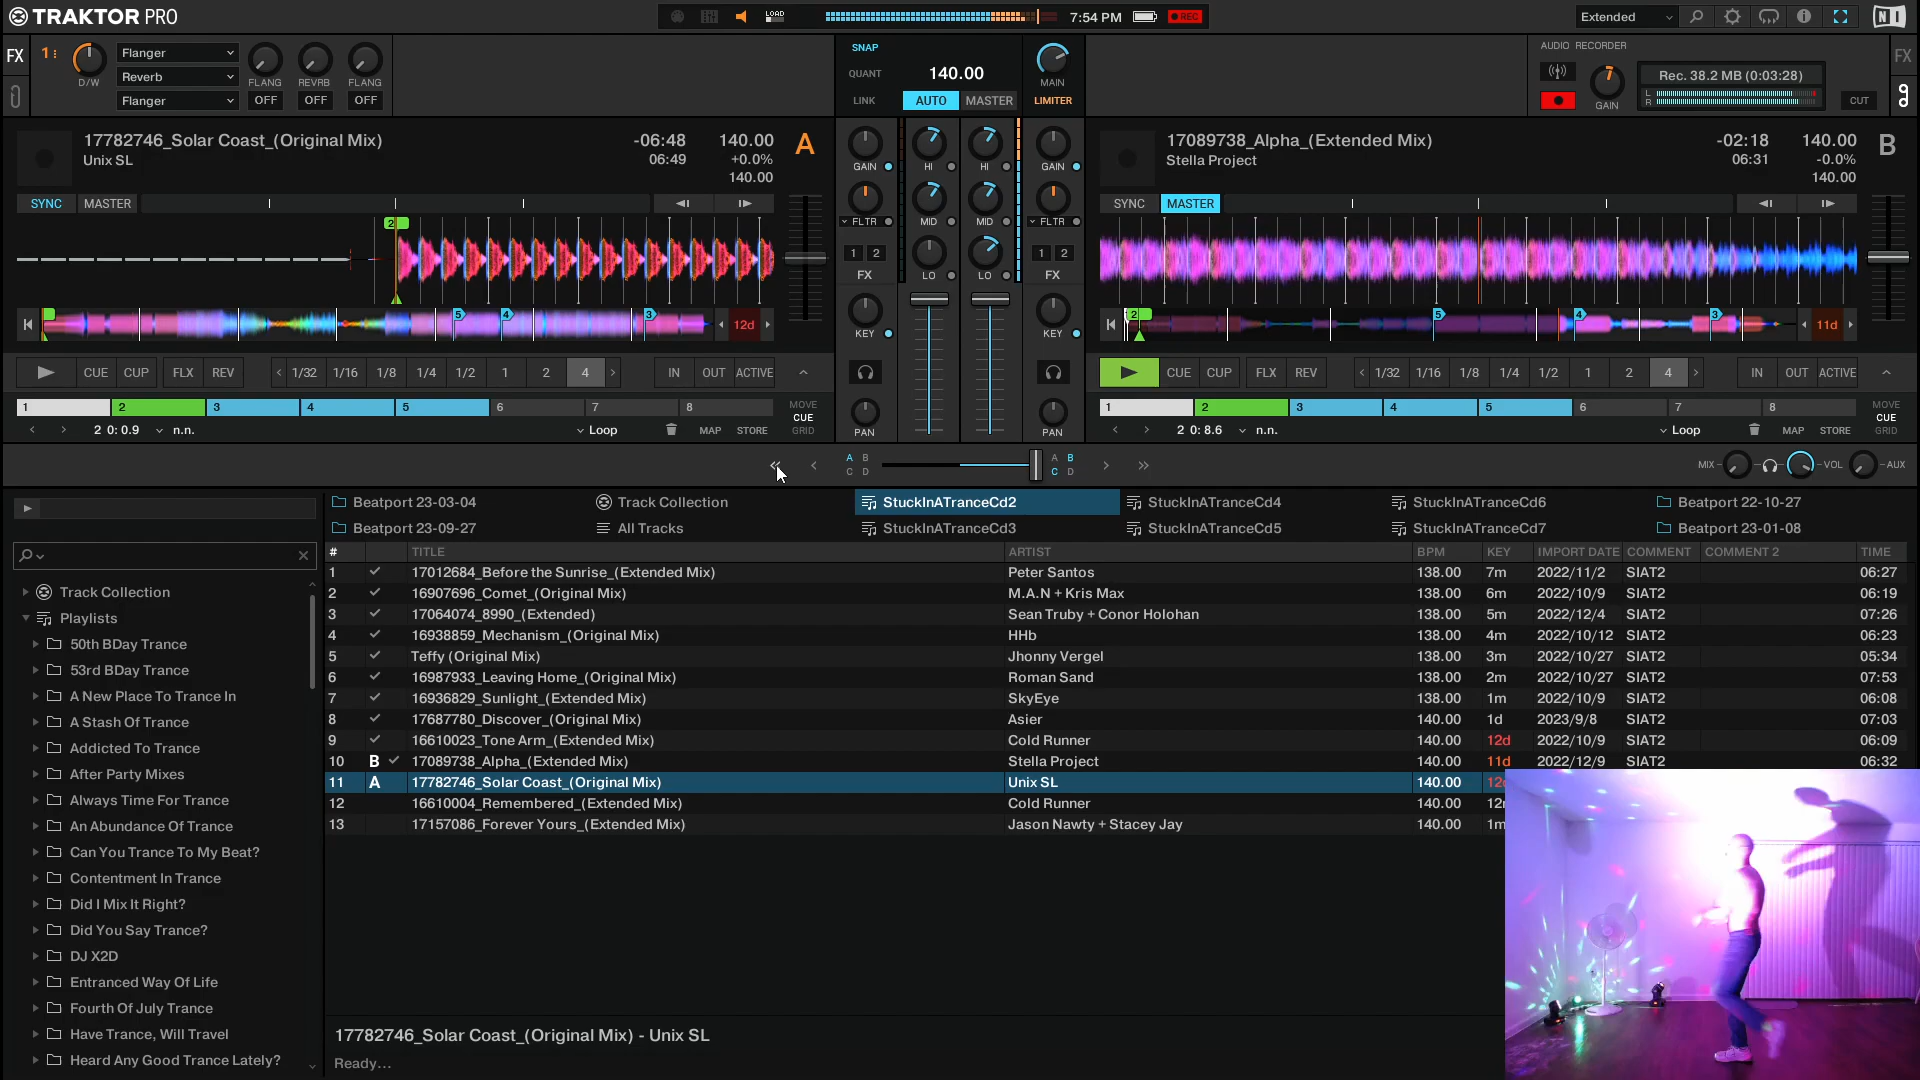 TRAKTOR PRO
LOAD
7:54 PM
REC
Extended
FX
1
D/W
Flanger
Reverb
Flanger
FLANG
REVRB
FLANG
OFF
OFF
OFF
SNAP
QUANT
LINK
140.00
AUTO
MASTER
MAIN
LIMITER
AUDIO RECORDER
GAIN
Rec. 38.2 MB (0:03:28)
L
R
CUT
FX
17782746_Solar Coast_(Original Mix)
Unix SL
-06:48
06:49
140.00
+0.0%
140.00
A
SYNC
MASTER
2
5
4
3
12d
CUE
CUP
FLX
REV
1/32
1/16
1/8
1/4
1/2
1
2
4
IN
OUT
ACTIVE
1
2
3
4
5
6
7
8
MOVE
CUE
GRID
2 0: 0.9
n.n.
Loop
MAP
STORE
GAIN
HI
HI
GAIN
FLTR
MID
MID
FLTR
1
2
FX
LO
LO
1
2
FX
KEY
KEY
PAN
PAN
17089738_Alpha_(Extended Mix)
Stella Project
-02:18
06:31
140.00
-0.0%
140.00
B
SYNC
MASTER
2
5
4
3
11d
CUE
CUP
FLX
REV
1/32
1/16
1/8
1/4
1/2
1
2
4
IN
OUT
ACTIVE
1
2
3
4
5
6
7
8
MOVE
CUE
GRID
2 0: 8.6
n.n.
Loop
MAP
STORE
A B
C D
A B
C D
MIX
VOL
AUX
Beatport 23-03-04
Track Collection
StuckInATranceCd2
StuckInATranceCd4
StuckInATranceCd6
Beatport 22-10-27
Beatport 23-09-27
All Tracks
StuckInATranceCd3
StuckInATranceCd5
StuckInATranceCd7
Beatport 23-01-08
Track Collection
Playlists
50th BDay Trance
53rd BDay Trance
A New Place To Trance In
A Stash Of Trance
Addicted To Trance
After Party Mixes
Always Time For Trance
An Abundance Of Trance
Can You Trance To My Beat?
Contentment In Trance
Did I Mix It Right?
Did You Say Trance?
DJ X2D
Entranced Way Of Life
Fourth Of July Trance
Have Trance, Will Travel
Heard Any Good Trance Lately?
# TITLE ARTIST BPM KEY IMPORT DATE COMMENT COMMENT 2 TIME
1 17012684_Before the Sunrise_(Extended Mix) Peter Santos 138.00 7m 2022/11/2 SIAT2 06:27
2 16907696_Comet_(Original Mix) M.A.N + Kris Max 138.00 6m 2022/10/9 SIAT2 06:19
3 17064074_8990_(Extended) Sean Truby + Conor Holohan 138.00 5m 2022/12/4 SIAT2 07:26
4 16938859_Mechanism_(Original Mix) HHb 138.00 4m 2022/10/12 SIAT2 06:23
5 Teffy (Original Mix) Jhonny Vergel 138.00 3m 2022/10/27 SIAT2 05:34
6 16987933_Leaving Home_(Original Mix) Roman Sand 138.00 2m 2022/10/27 SIAT2 07:53
7 16936829_Sunlight_(Extended Mix) SkyEye 138.00 1m 2022/10/9 SIAT2 06:08
8 17687780_Discover_(Original Mix) Asier 140.00 1d 2023/9/8 SIAT2 07:03
9 16610023_Tone Arm_(Extended Mix) Cold Runner 140.00 12d 2022/10/9 SIAT2 06:09
10 B 17089738_Alpha_(Extended Mix) Stella Project 140.00 11d 2022/12/9 SIAT2 06:32
11 A 17782746_Solar Coast_(Original Mix) Unix SL 140.00
12 16610004_Remembered_(Extended Mix) Cold Runner 140.00
13 17157086_Forever Yours_(Extended Mix) Jason Nawty + Stacey Jay 140.00
17782746_Solar Coast_(Original Mix) - Unix SL
Ready...